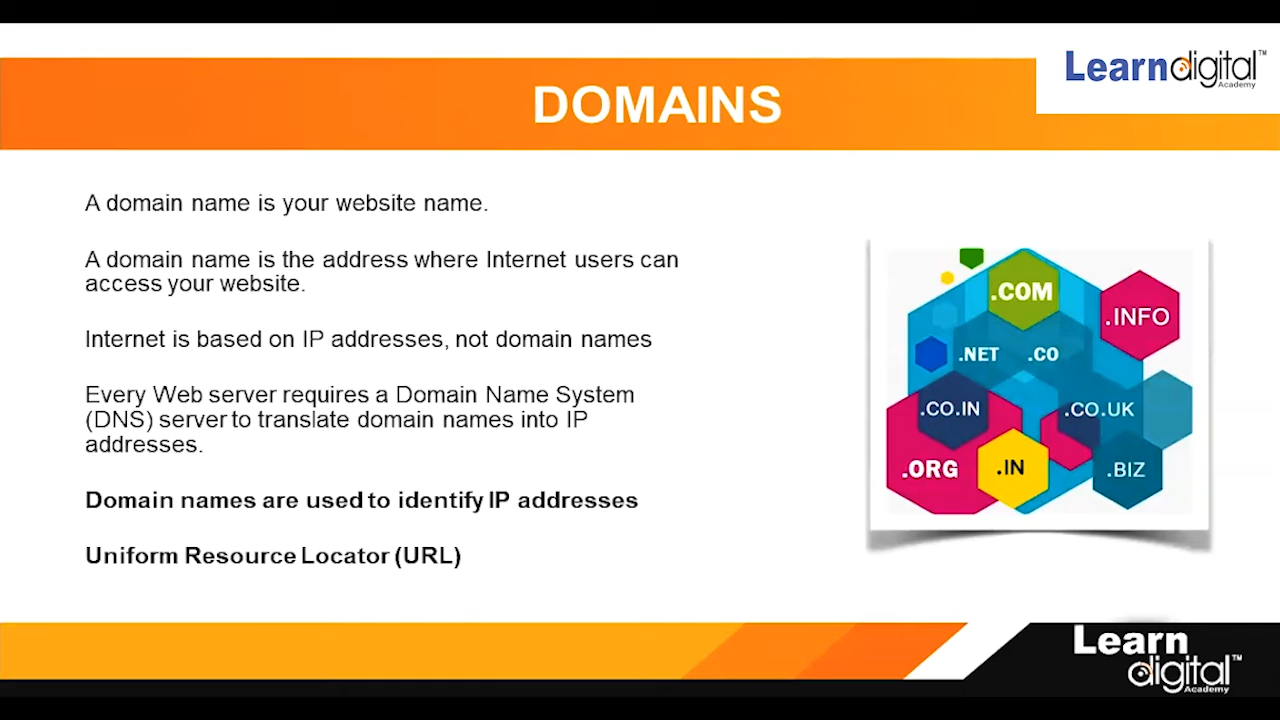 Learndigital™
Academy
DOMAINS
A domain name is your website name.
A domain name is the address where Internet users can
access your website.
Internet is based on IP addresses, not domain names
Every Web server requires a Domain Name System
(DNS) server to translate domain names into IP
addresses.
Domain names are used to identify IP addresses
Uniform Resource Locator (URL)
.COM
.INFO
.NET
.CO
.CO.IN
.CO.UK
.ORG
.IN
.BIZ
Learn
digital™
Academy